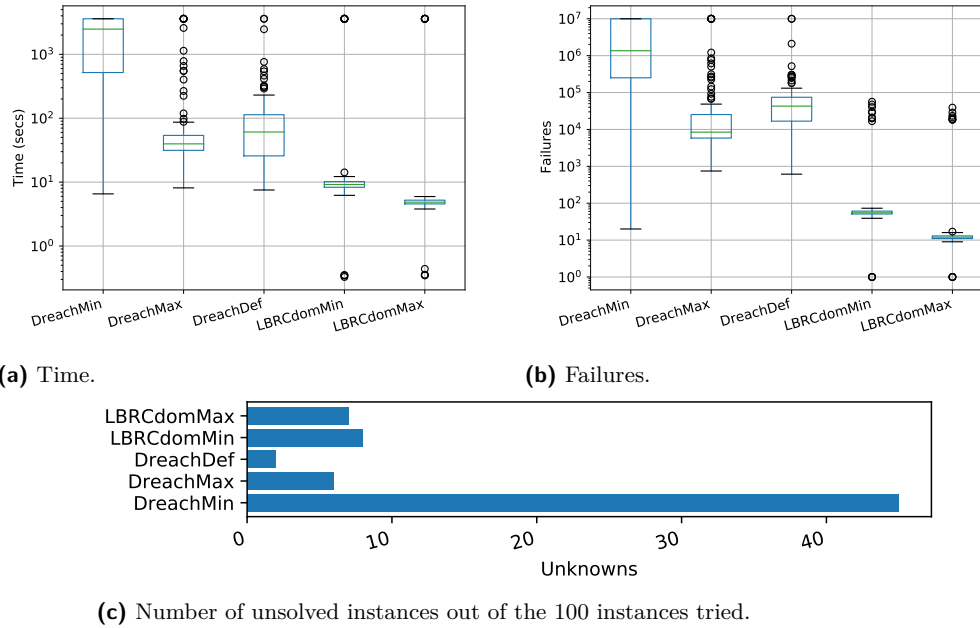 10³
10²
10¹
10⁰
Time (secs)
DreachMin
DreachMax
DreachDef
LBRCdomMin
LBRCdomMax
10⁷
10⁶
10⁵
10⁴
10³
10²
10¹
10⁰
Failures
DreachMin
DreachMax
DreachDef
LBRCdomMin
LBRCdomMax
(a) Time.
(b) Failures.
LBRCdomMax
LBRCdomMin
DreachDef
DreachMax
DreachMin
0 10 20 30 40
Unknowns
(c) Number of unsolved instances out of the 100 instances tried.